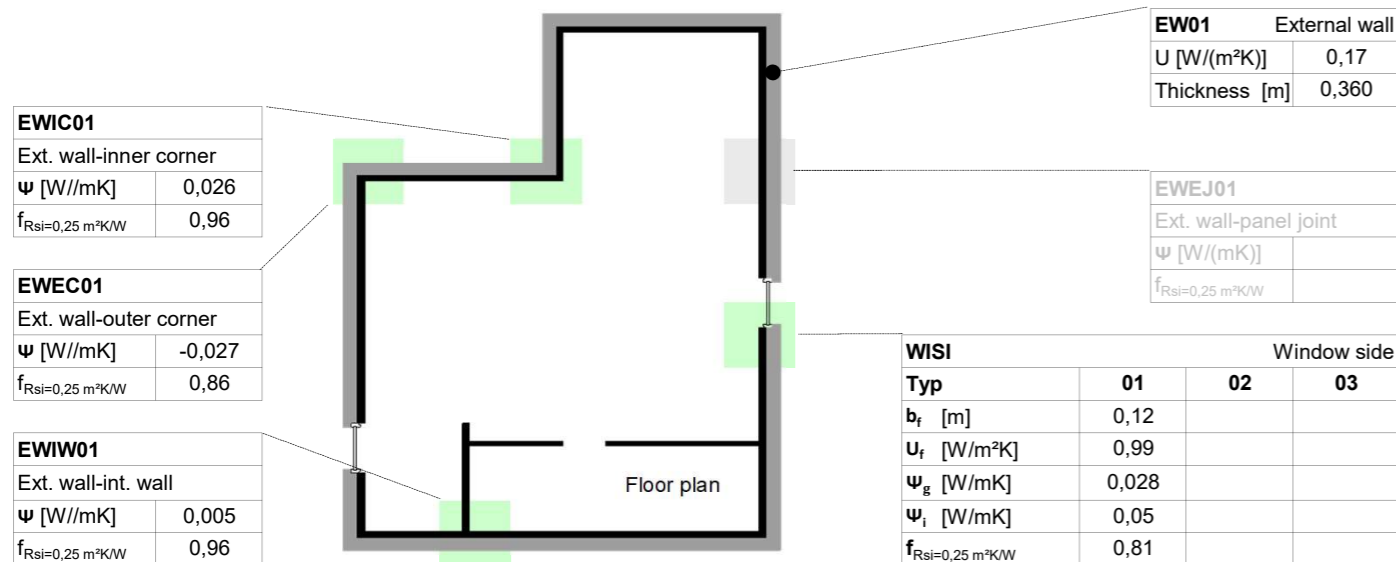 EW01 External wall
U [W/(m²K)] 0,17
Thickness [m] 0,360
EWIC01
Ext. wall-inner corner
Ψ [W//mK] 0,026
fRsi=0,25 m²K/W 0,96
EWEJ01
Ext. wall-panel joint
Ψ [W/(mK)]
fRsi=0,25 m²K/W
EWEC01
Ext. wall-outer corner
Ψ [W//mK] -0,027
fRsi=0,25 m²K/W 0,86
WISI Window side
Typ 01 02 03
bf [m] 0,12
Uf [W/m²K] 0,99
Ψg [W/mK] 0,028
Ψi [W/mK] 0,05
fRsi=0,25 m²K/W 0,81
EWIW01
Ext. wall-int. wall
Ψ [W//mK] 0,005
fRsi=0,25 m²K/W 0,96
Floor plan